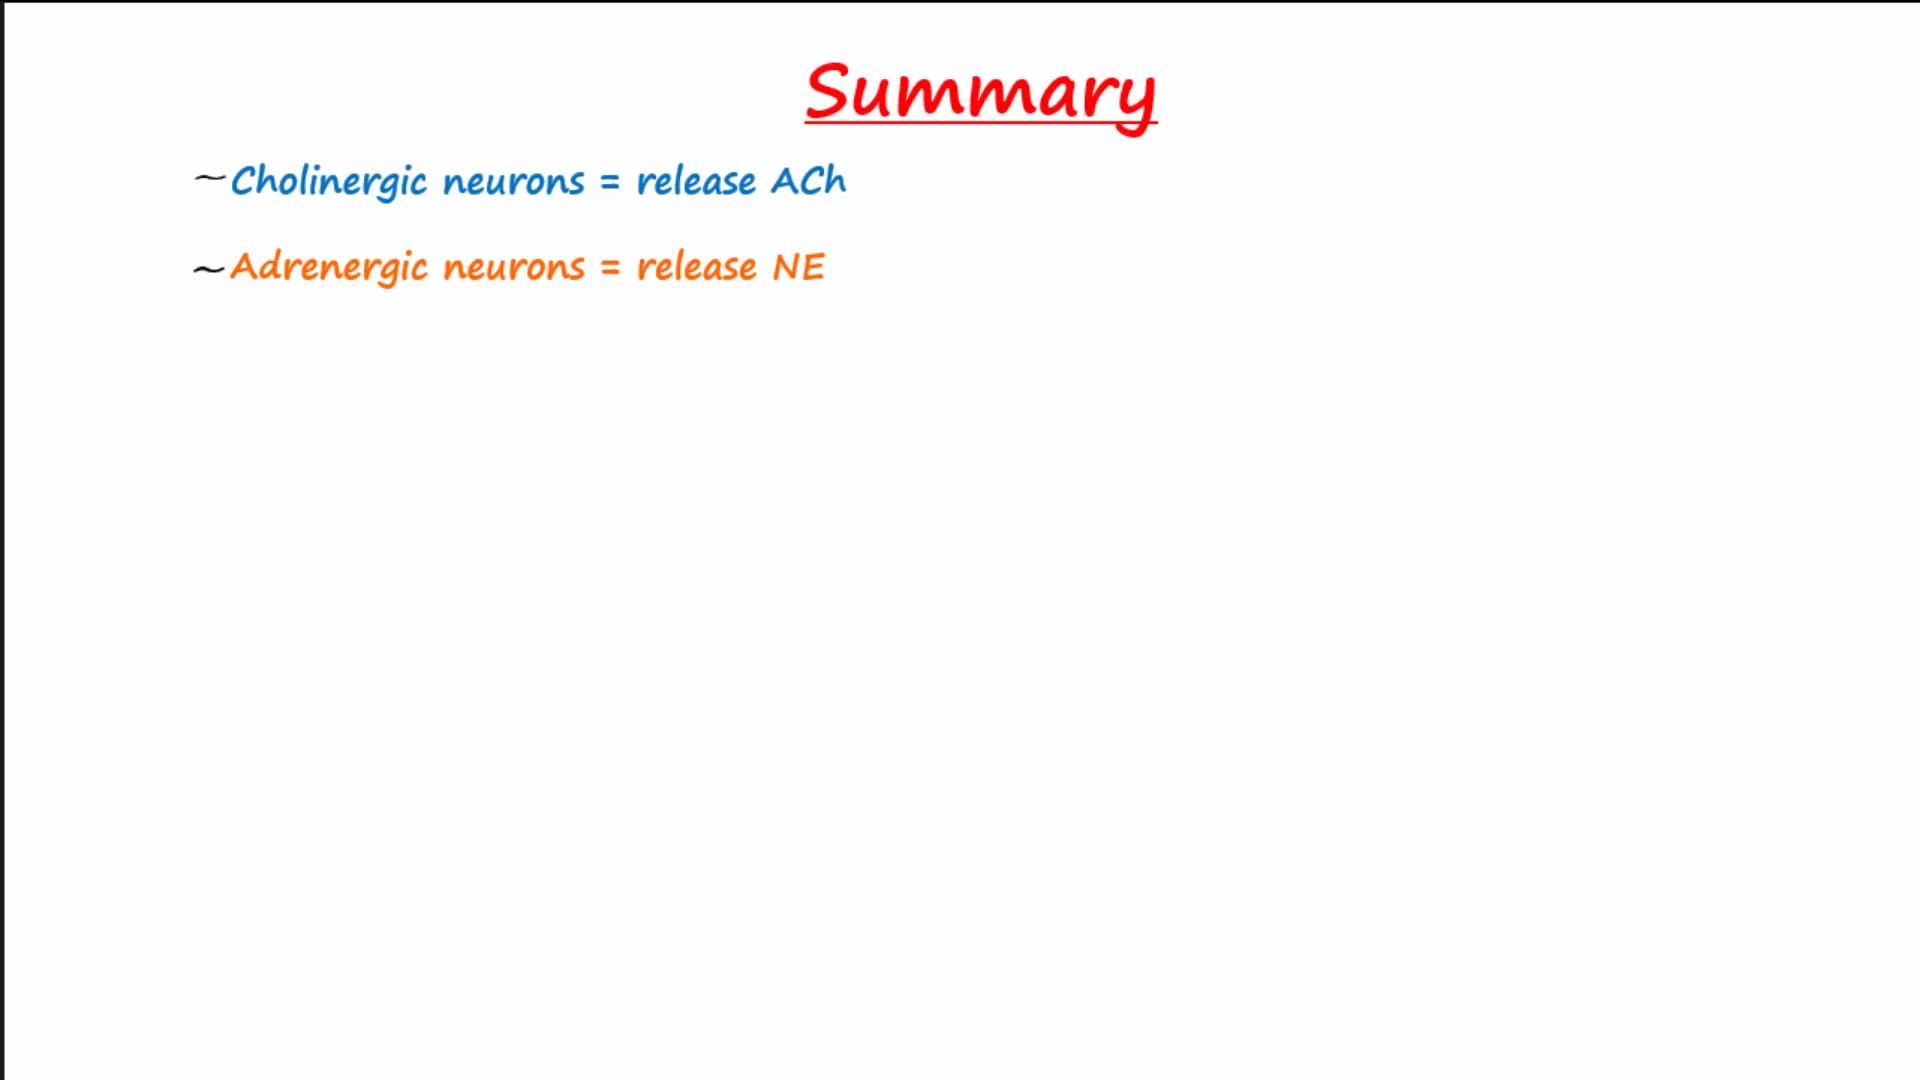 Summary
~Cholinergic neurons = release ACh
~Adrenergic neurons = release NE